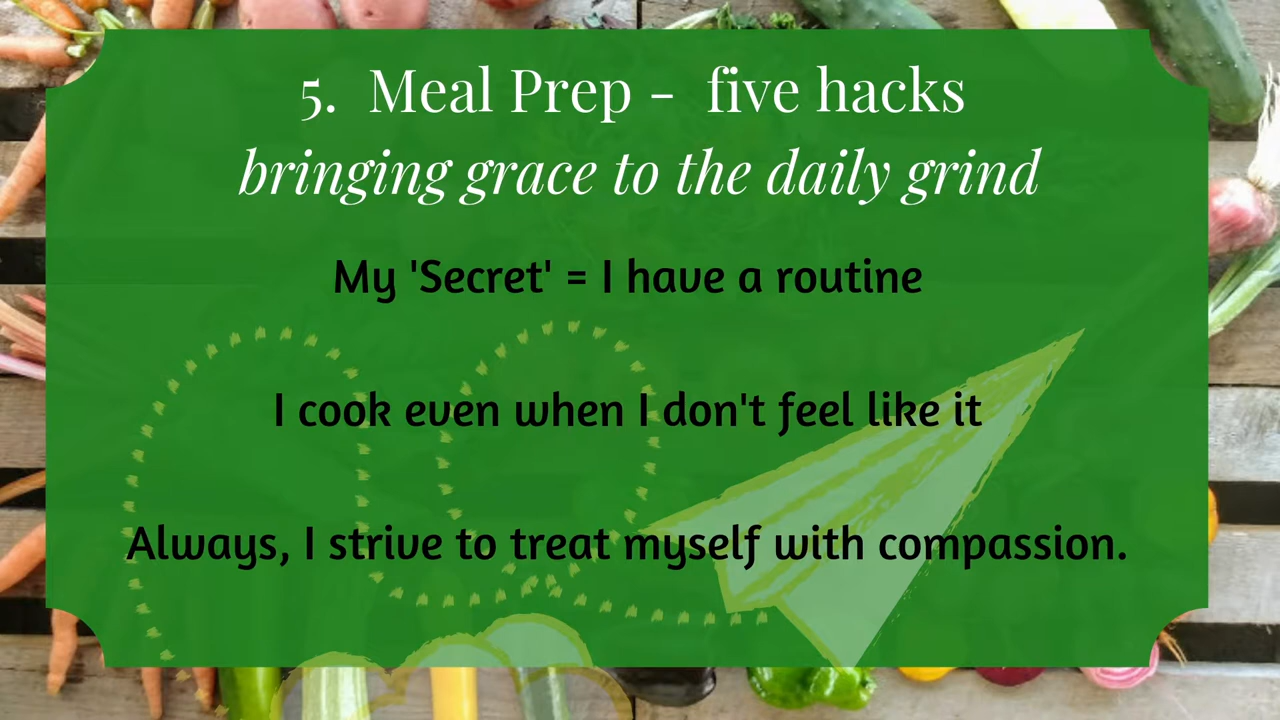 5. Meal Prep - five hacks
bringing grace to the daily grind
My 'Secret' = I have a routine
I cook even when I don't feel like it
Always, I strive to treat myself with compassion.